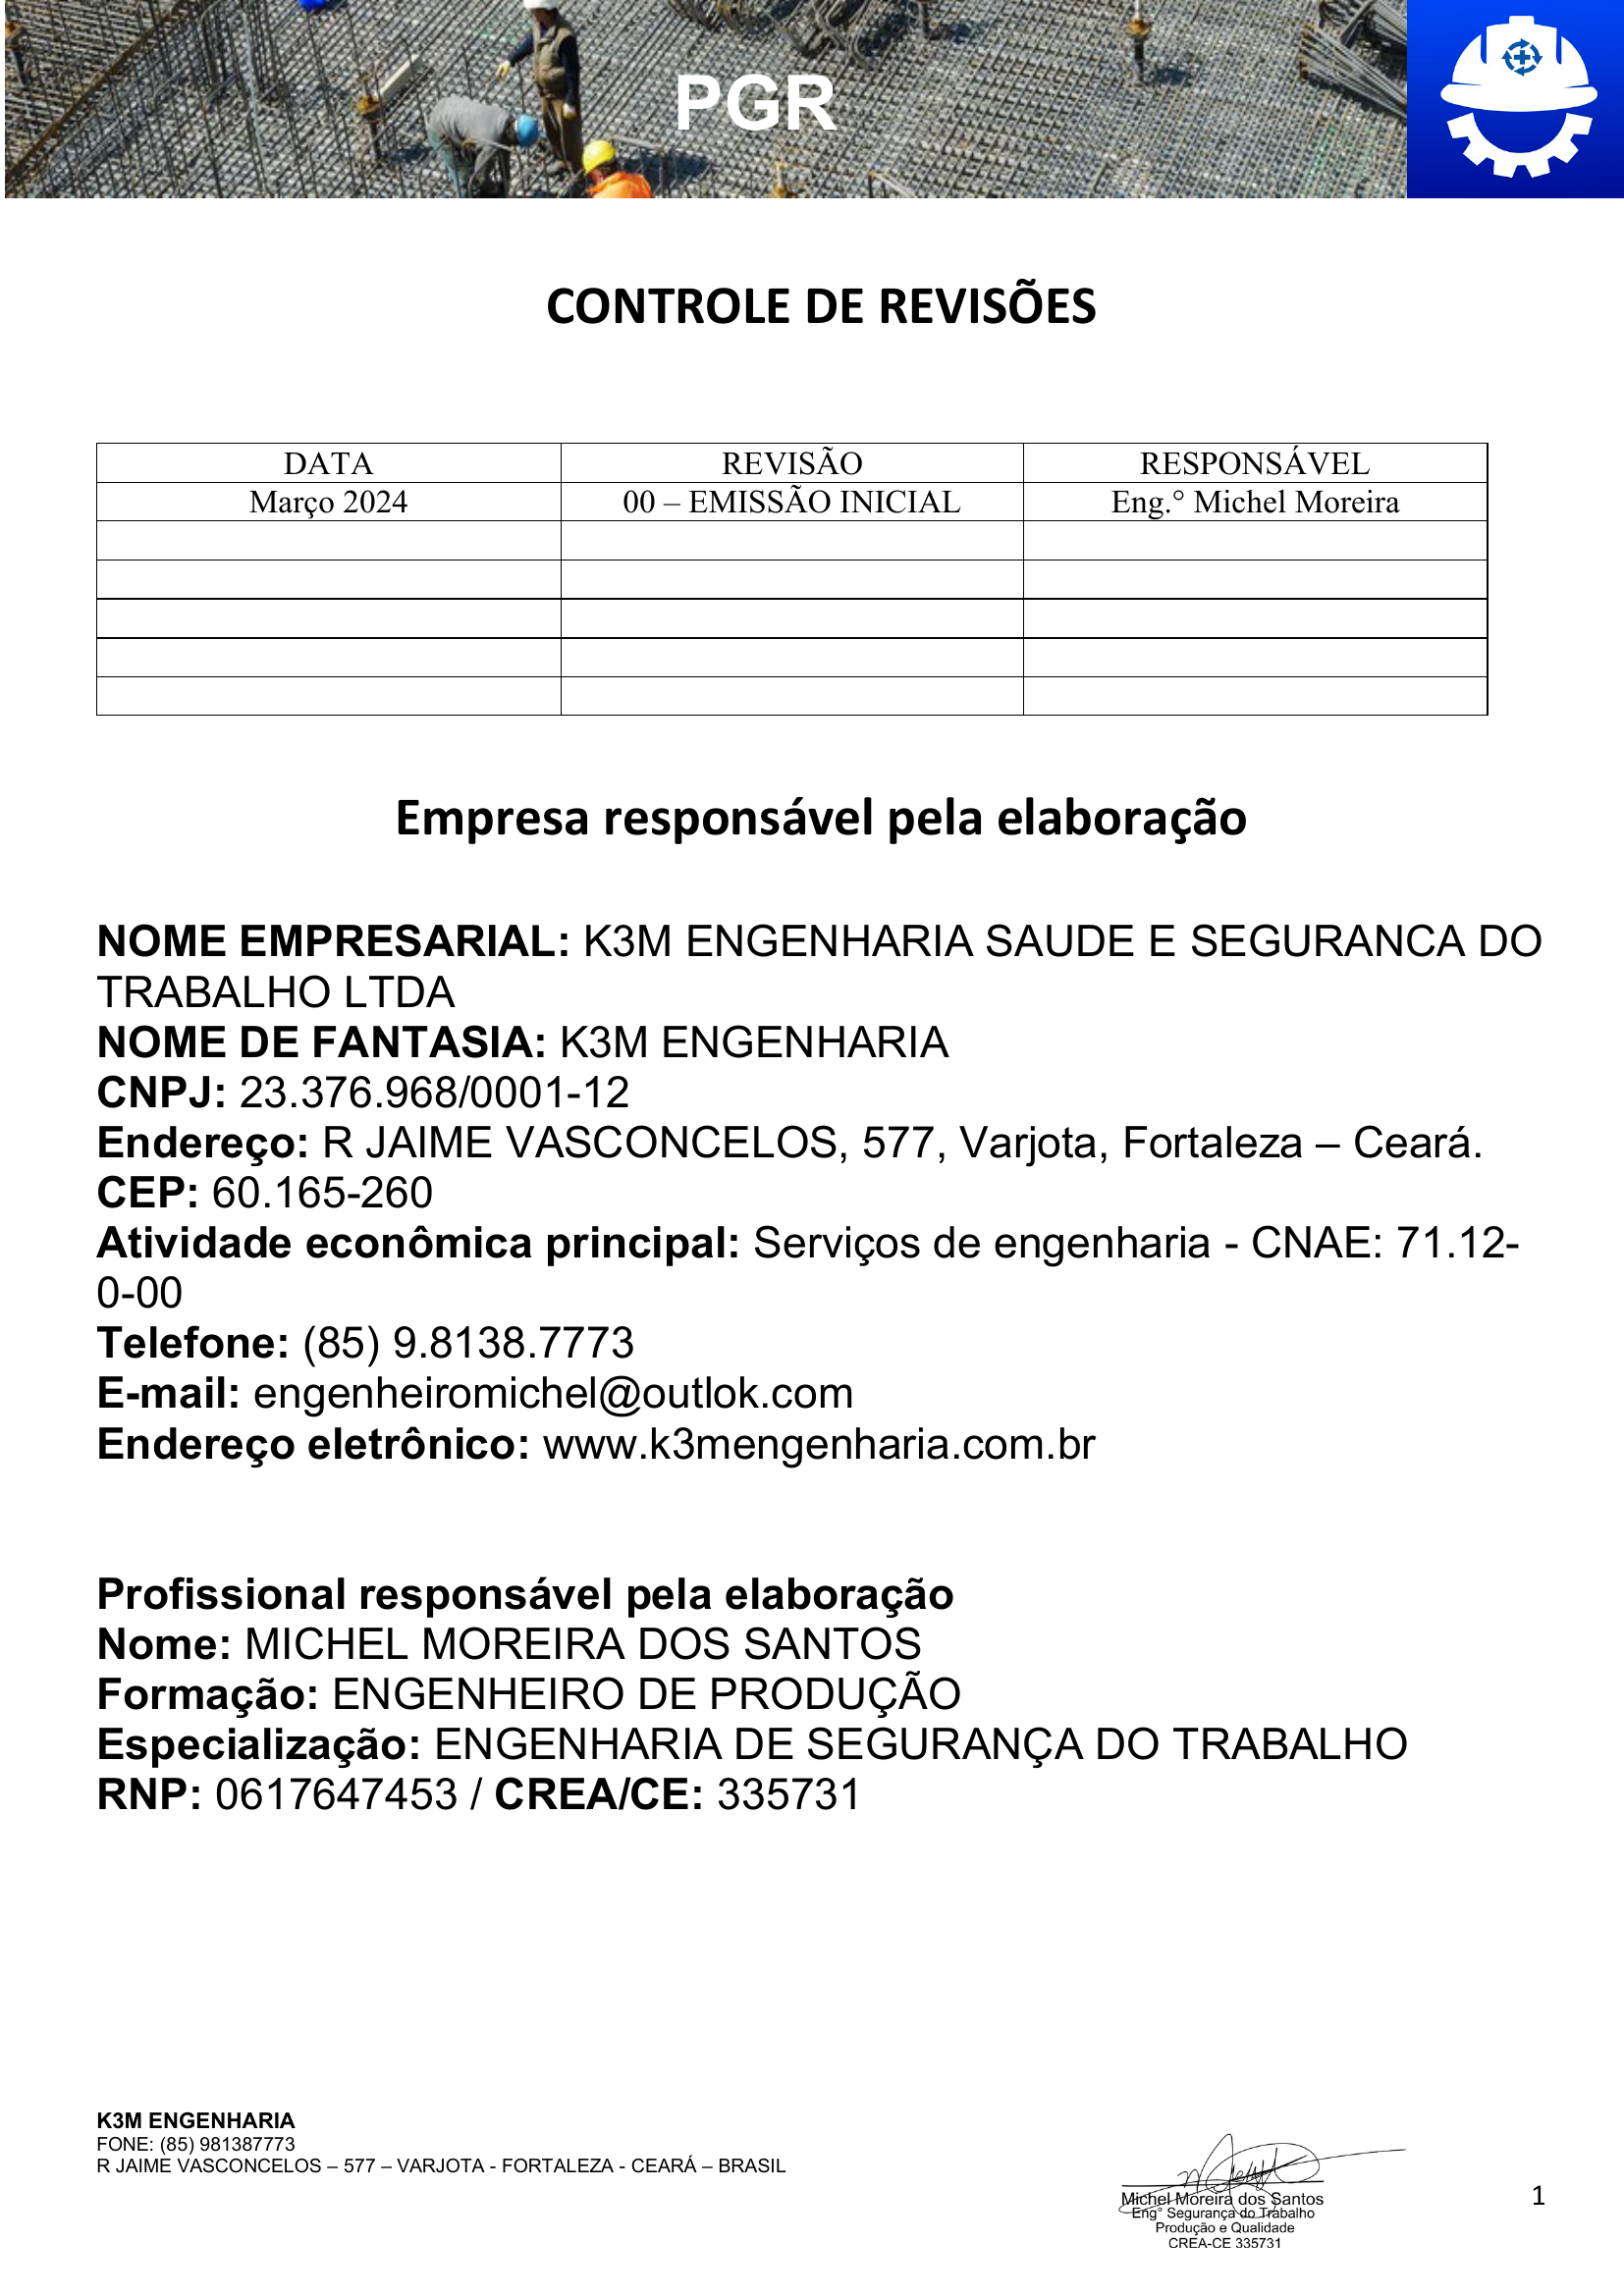 PGR
CONTROLE DE REVISÕES
DATA REVISÃO RESPONSÁVEL
Março 2024 00 – EMISSÃO INICIAL Eng.° Michel Moreira
Empresa responsável pela elaboração
NOME EMPRESARIAL: K3M ENGENHARIA SAUDE E SEGURANCA DO
TRABALHO LTDA
NOME DE FANTASIA: K3M ENGENHARIA
CNPJ: 23.376.968/0001-12
Endereço: R JAIME VASCONCELOS, 577, Varjota, Fortaleza – Ceará.
CEP: 60.165-260
Atividade econômica principal: Serviços de engenharia - CNAE: 71.12-
0-00
Telefone: (85) 9.8138.7773
E-mail: engenheiromichel@outlok.com
Endereço eletrônico: www.k3mengenharia.com.br
Profissional responsável pela elaboração
Nome: MICHEL MOREIRA DOS SANTOS
Formação: ENGENHEIRO DE PRODUÇÃO
Especialização: ENGENHARIA DE SEGURANÇA DO TRABALHO
RNP: 0617647453 / CREA/CE: 335731
K3M ENGENHARIA
FONE: (85) 981387773
R JAIME VASCONCELOS – 577 – VARJOTA - FORTALEZA - CEARÁ – BRASIL
Michel Moreira dos Santos
Eng° Segurança do Trabalho
Produção e Qualidade
CREA-CE 335731
1